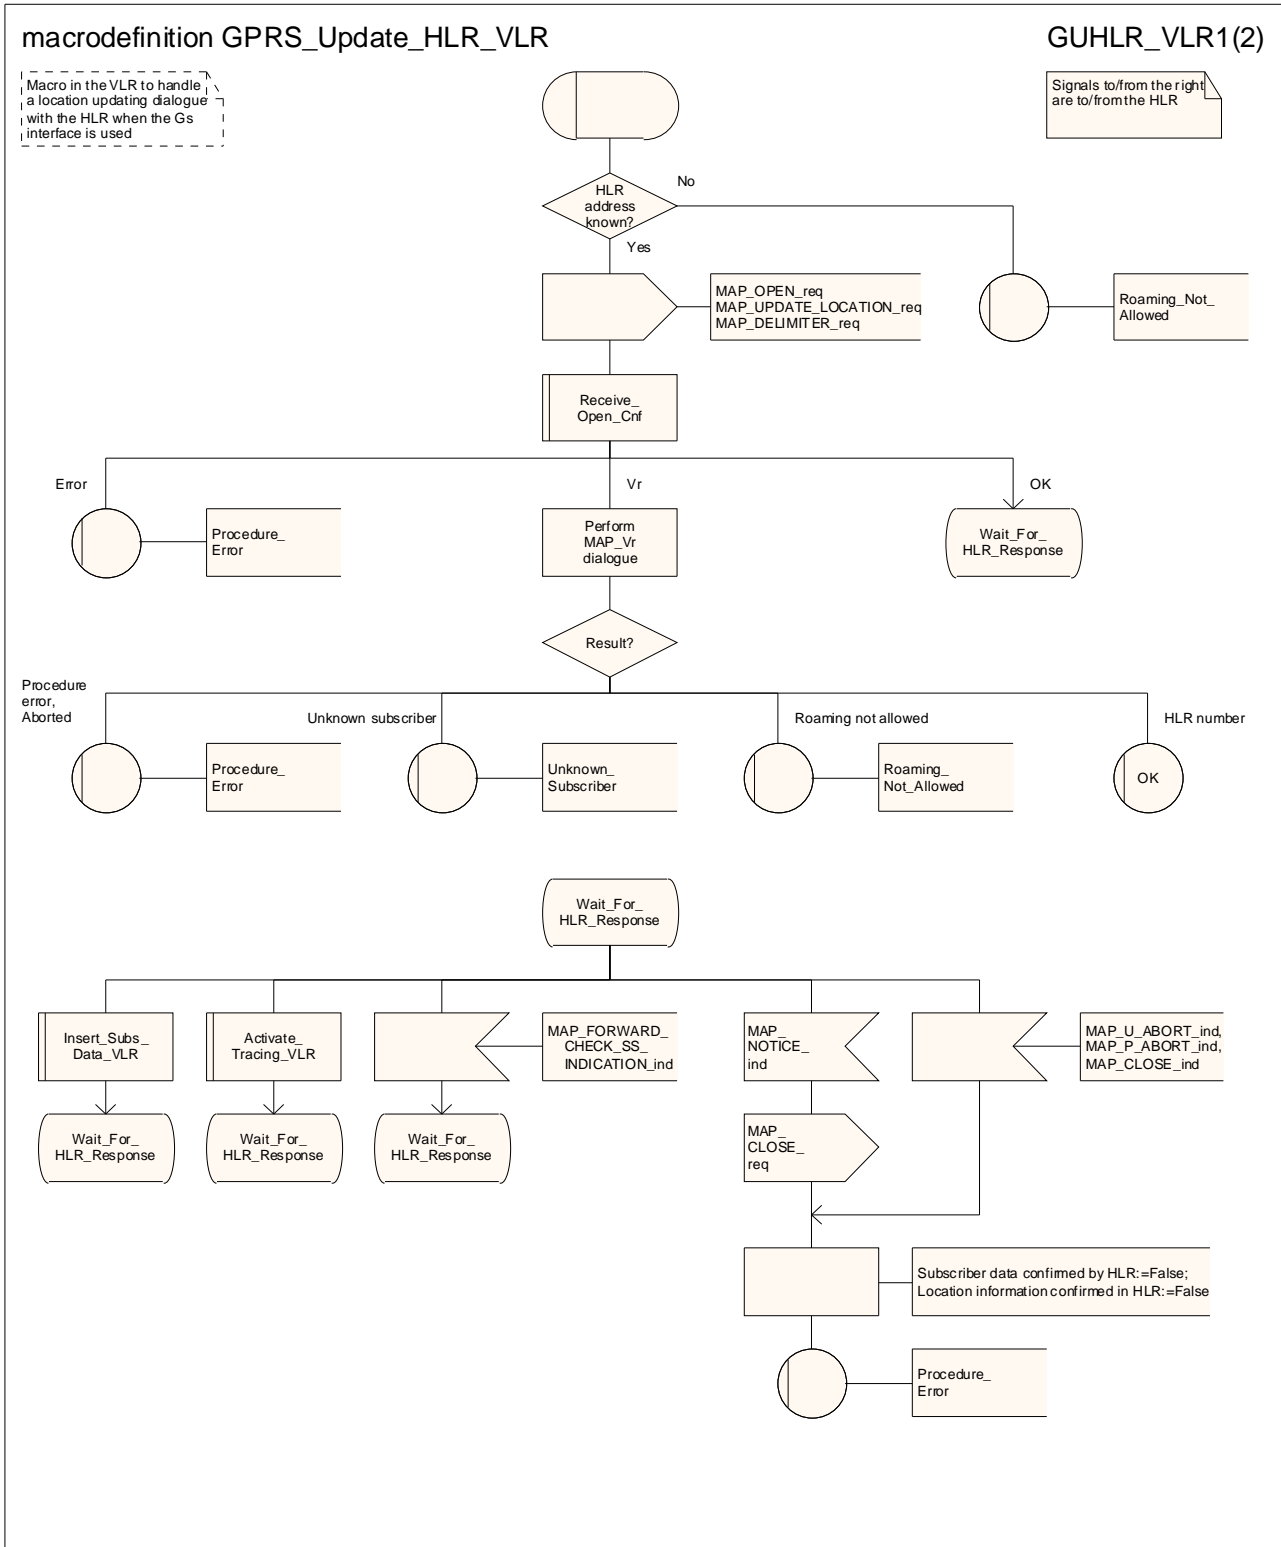 macrodefinition GPRS_Update_HLR_VLR
GUHLR_VLR1(2)
Macro in the VLR to handle
a location updating dialogue
with the HLR when the Gs
interface is used
Signals to/from the right
are to/from the HLR
HLR
address
known?
No
Yes
MAP_OPEN_req
MAP_UPDATE_LOCATION_req
MAP_DELIMITER_req
Roaming_Not_
Allowed
Receive_
Open_Cnf
Error
Vr
OK
Procedure_
Error
Perform
MAP_Vr
dialogue
Wait_For_
HLR_Response
Result?
Procedure
error,
Aborted
Unknown subscriber
Roaming not allowed
HLR number
Procedure_
Error
Unknown_
Subscriber
Roaming_
Not_Allowed
OK
Wait_For_
HLR_Response
Insert_Subs_
Data_VLR
Activate_
Tracing_VLR
MAP_FORWARD_
CHECK_SS_
INDICATION_ind
MAP_
NOTICE_
ind
MAP_U_ABORT_ind,
MAP_P_ABORT_ind,
MAP_CLOSE_ind
Wait_For_
HLR_Response
Wait_For_
HLR_Response
Wait_For_
HLR_Response
MAP_
CLOSE_
req
Subscriber data confirmed by HLR:=False;
Location information confirmed in HLR:=False
Procedure_
Error